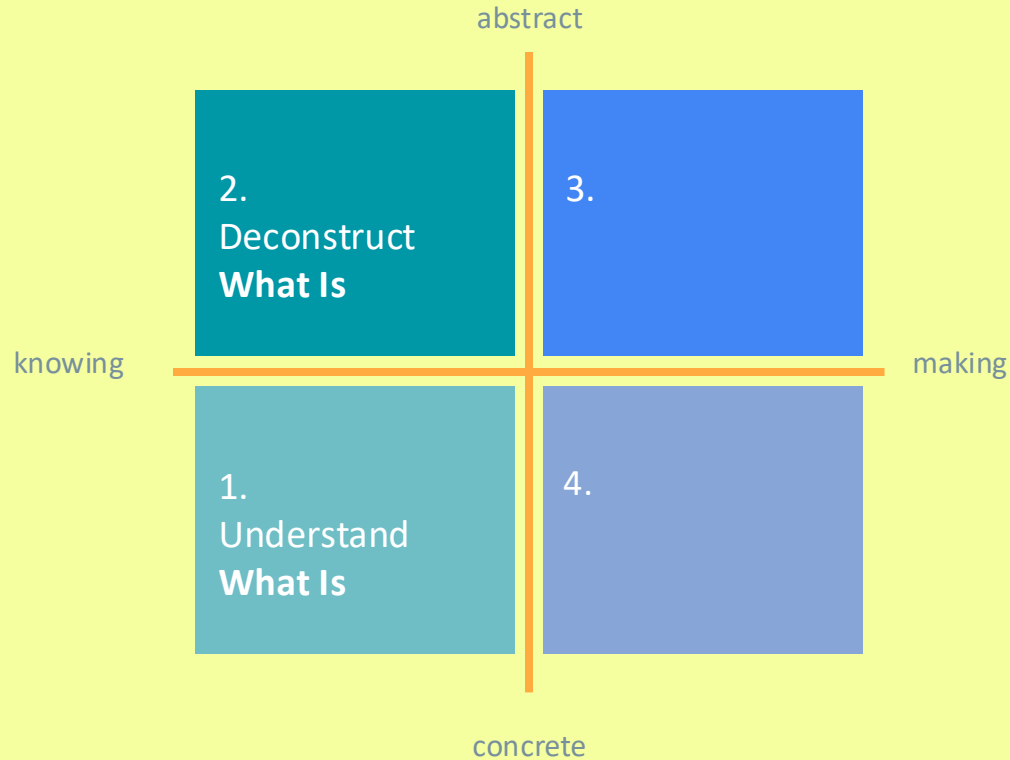 abstract
2.
Deconstruct
What Is
3.
knowing
making
1.
Understand
What Is
4.
concrete